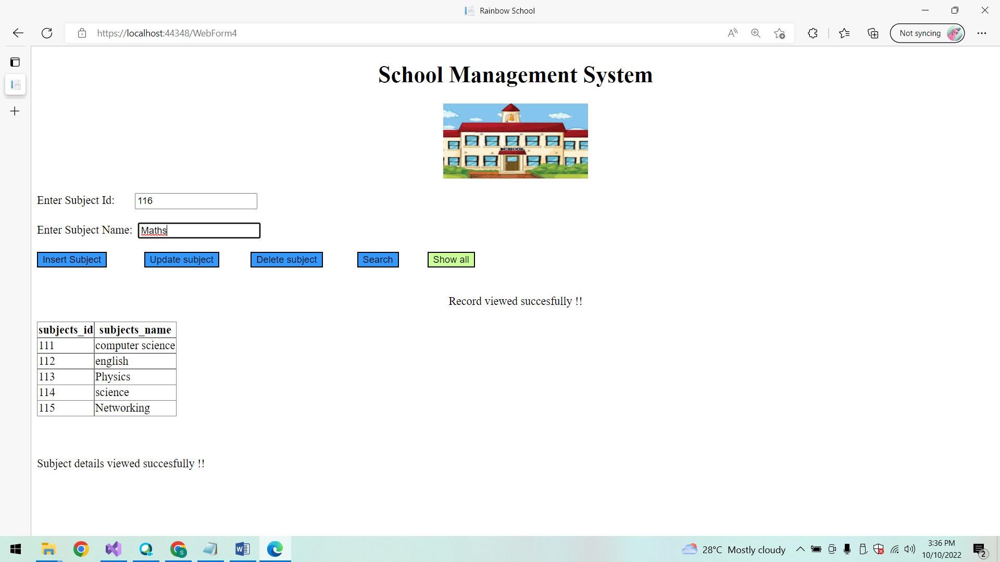 Rainbow School
https://localhost:44348/WebForm4
Not syncing
School Management System
SCHOOL
Enter Subject Id: 116
Enter Subject Name: Maths
Insert Subject Update subject Delete subject Search Show all
Record viewed succesfully !!
subjects_id subjects_name
111 computer science
112 english
113 Physics
114 science
115 Networking
Subject details viewed succesfully !!
28°C Mostly cloudy
3:36 PM
10/10/2022
2